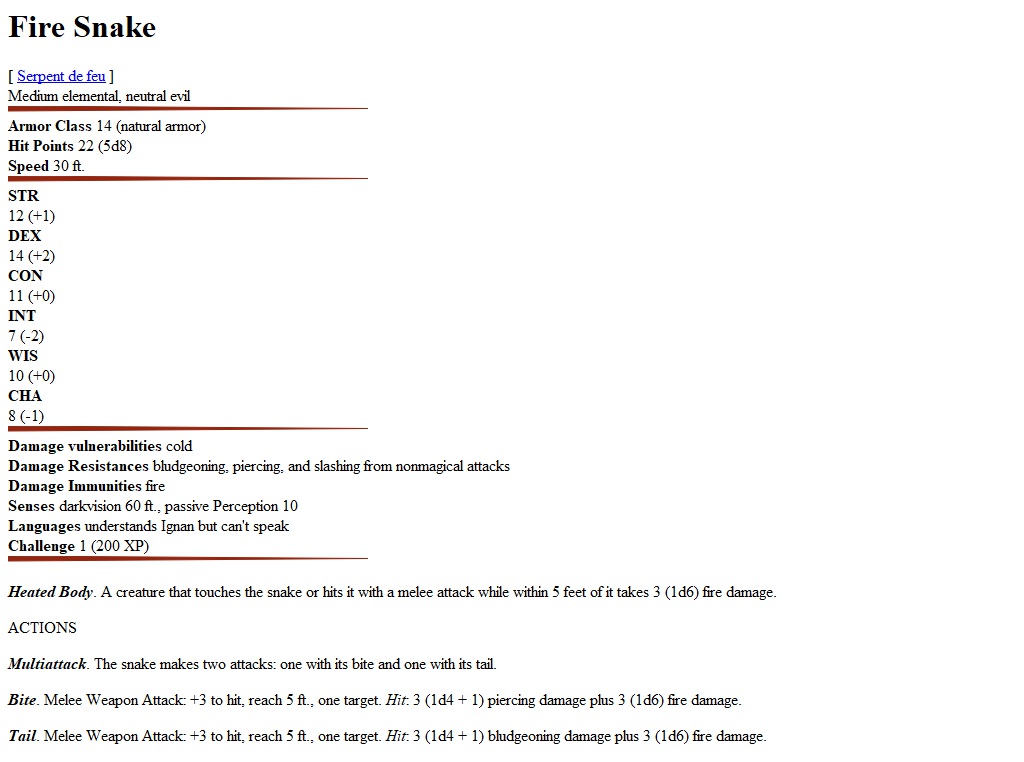 Fire Snake
[ Serpent de feu ]
Medium elemental, neutral evil
Armor Class 14 (natural armor)
Hit Points 22 (5d8)
Speed 30 ft.
STR
12 (+1)
DEX
14 (+2)
CON
11 (+0)
INT
7 (-2)
WIS
10 (+0)
CHA
8 (-1)
Damage vulnerabilities cold
Damage Resistances bludgeoning, piercing, and slashing from nonmagical attacks
Damage Immunities fire
Senses darkvision 60 ft., passive Perception 10
Languages understands Ignan but can't speak
Challenge 1 (200 XP)
Heated Body. A creature that touches the snake or hits it with a melee attack while within 5 feet of it takes 3 (1d6) fire damage.
ACTIONS
Multiattack. The snake makes two attacks: one with its bite and one with its tail.
Bite. Melee Weapon Attack: +3 to hit, reach 5 ft., one target. Hit: 3 (1d4 + 1) piercing damage plus 3 (1d6) fire damage.
Tail. Melee Weapon Attack: +3 to hit, reach 5 ft., one target. Hit: 3 (1d4 + 1) bludgeoning damage plus 3 (1d6) fire damage.